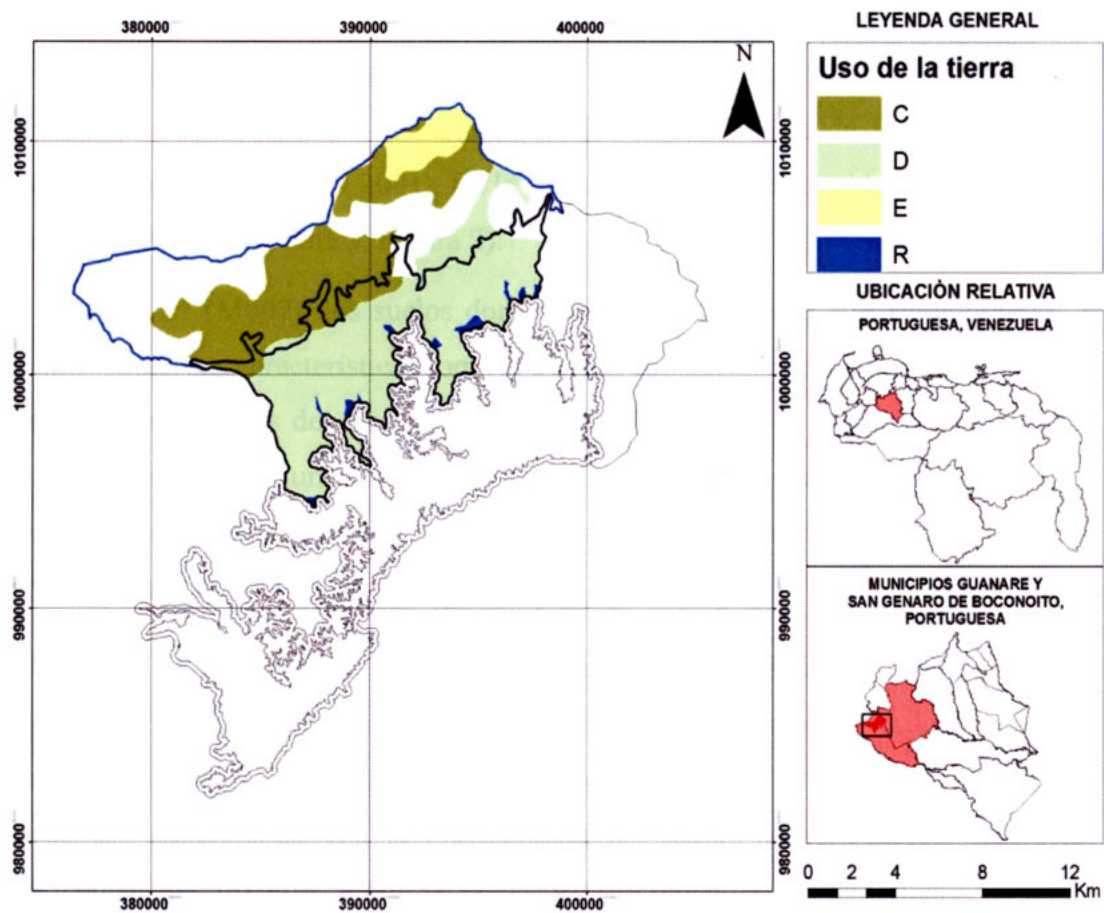 380000 390000 400000
LEYENDA GENERAL
Uso de la tierra
C
D
E
R
N
1010000 1010000
1000000 1000000
990000 990000
980000 980000
UBICACIÒN RELATIVA
PORTUGUESA, VENEZUELA
MUNICIPIOS GUANARE Y
SAN GENARO DE BOCONOITO,
PORTUGUESA
0 2 4 8 12
Km
380000 390000 400000